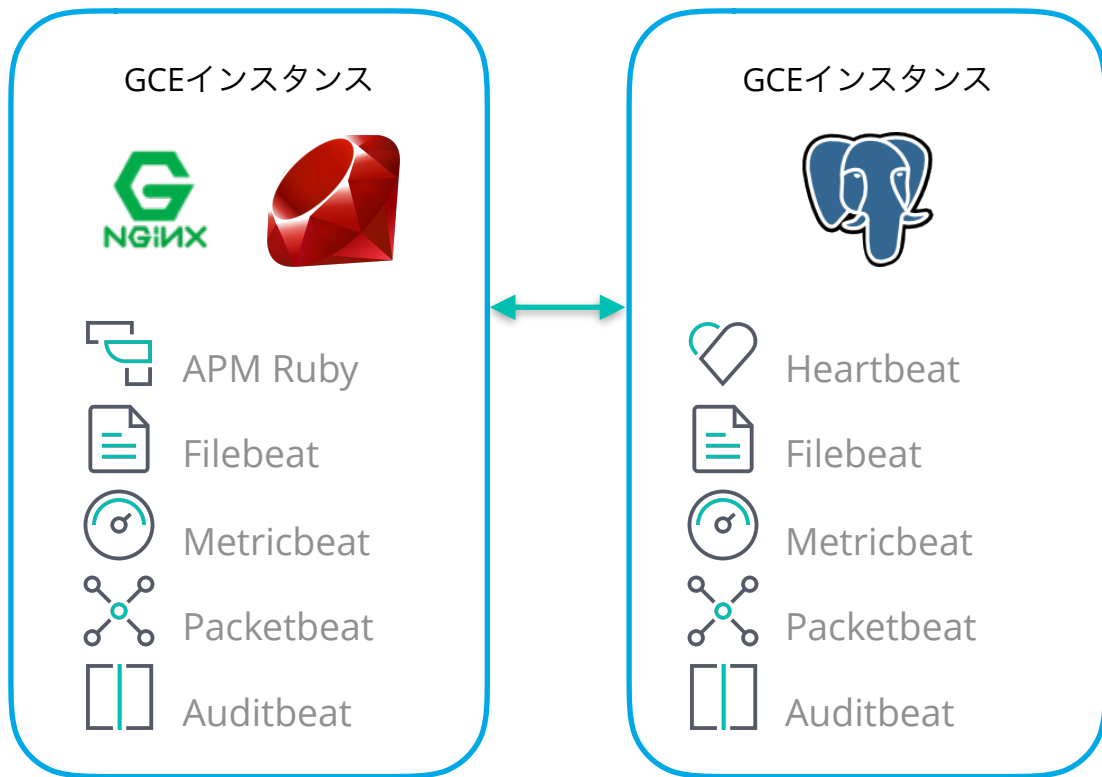 GCEインスタンス
NGiNX
APM Ruby
Filebeat
Metricbeat
Packetbeat
Auditbeat
GCEインスタンス
Heartbeat
Filebeat
Metricbeat
Packetbeat
Auditbeat